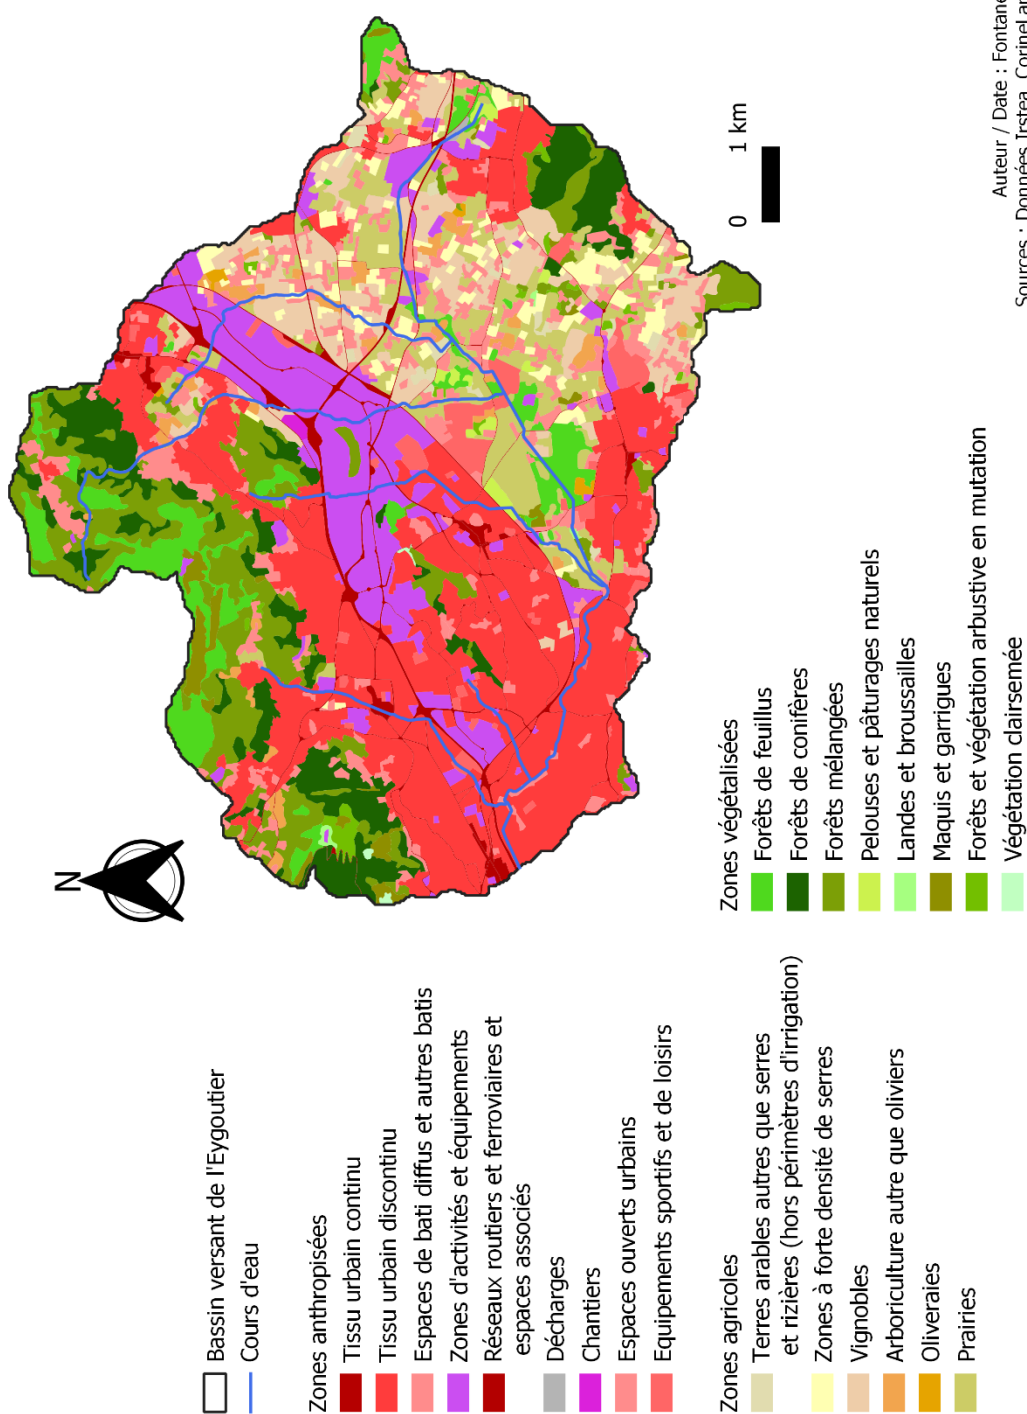 N
Bassin versant de l'Eygoutier
Cours d'eau
Zones anthropisées
Tissu urbain continu
Tissu urbain discontinu
Espaces de bati diffus et autres batis
Zones d'activités et équipements
Réseaux routiers et ferroviaires et
espaces associés
Décharges
Chantiers
Espaces ouverts urbains
Equipements sportifs et de loisirs
Zones agricoles
Terres arables autres que serres
et rizières (hors périmètres d'irrigation)
Zones à forte densité de serres
Vignobles
Arboriculture autre que oliviers
Oliveraies
Prairies
Zones végétalisées
Forêts de feuillus
Forêts de conifères
Forêts mélangées
Pelouses et pâturages naturels
Landes et broussailles
Maquis et garrigues
Forêts et végétation arbustive en mutation
Végétation clairsemée
0 1 km
Auteur / Date : Fontane
Sources : Données Irstea, CorineLan